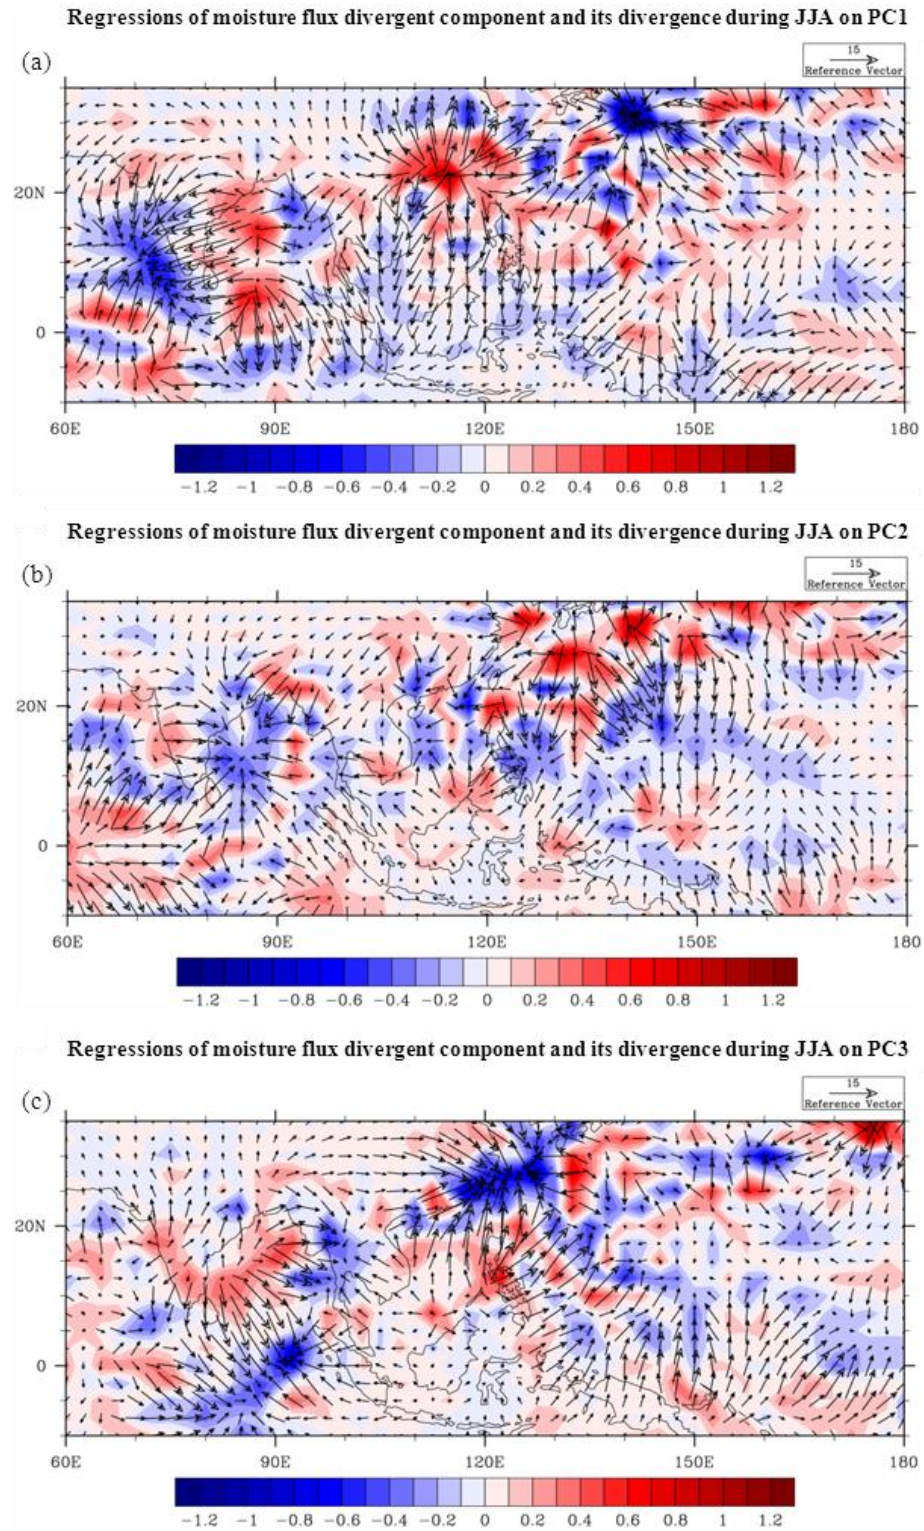 Regressions of moisture flux divergent component and its divergence during JJA on PC1
(a)
15
Reference Vector
20N
0
60E 90E 120E 150E 180
−1.2 −1 −0.8 −0.6 −0.4 −0.2 0 0.2 0.4 0.6 0.8 1 1.2
Regressions of moisture flux divergent component and its divergence during JJA on PC2
(b)
15
Reference Vector
20N
0
60E 90E 120E 150E 180
−1.2 −1 −0.8 −0.6 −0.4 −0.2 0 0.2 0.4 0.6 0.8 1 1.2
Regressions of moisture flux divergent component and its divergence during JJA on PC3
(c)
15
Reference Vector
20N
0
60E 90E 120E 150E 180
−1.2 −1 −0.8 −0.6 −0.4 −0.2 0 0.2 0.4 0.6 0.8 1 1.2